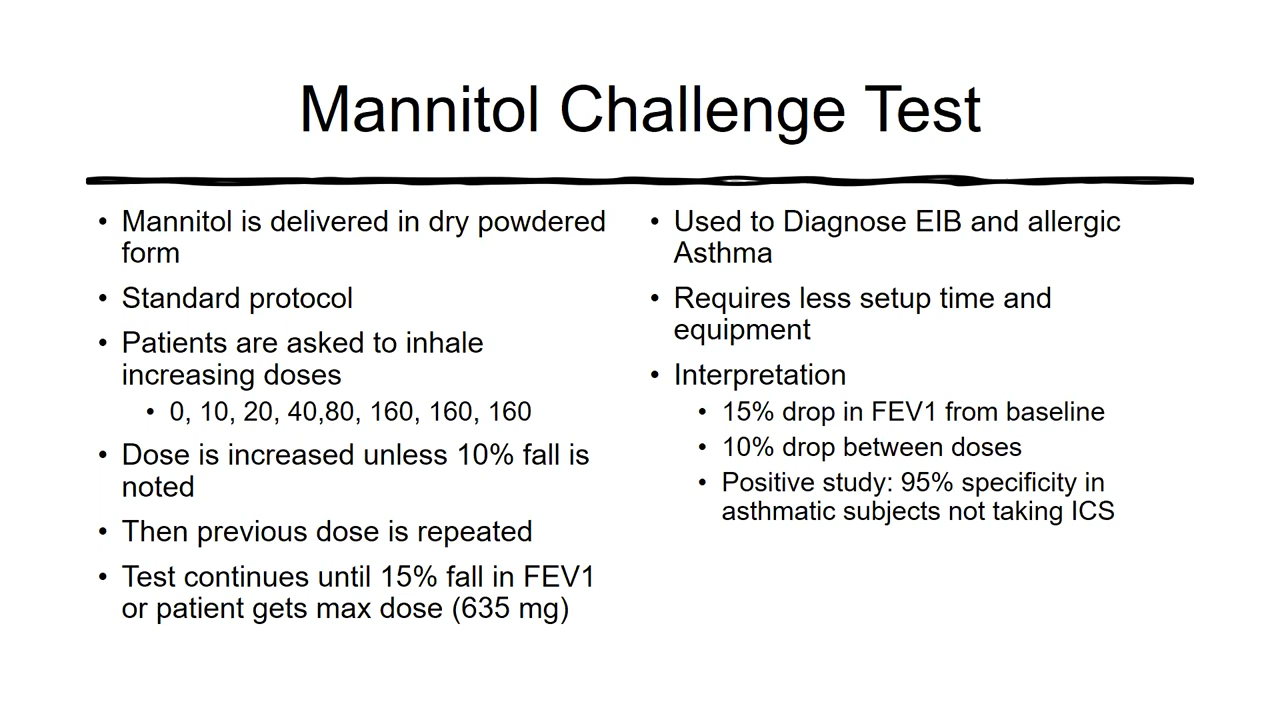 Mannitol Challenge Test
• Mannitol is delivered in dry powdered
form
• Standard protocol
• Patients are asked to inhale
increasing doses
• 0, 10, 20, 40,80, 160, 160, 160
• Dose is increased unless 10% fall is
noted
• Then previous dose is repeated
• Test continues until 15% fall in FEV1
or patient gets max dose (635 mg)
• Used to Diagnose EIB and allergic
Asthma
• Requires less setup time and
equipment
• Interpretation
• 15% drop in FEV1 from baseline
• 10% drop between doses
• Positive study: 95% specificity in
asthmatic subjects not taking ICS